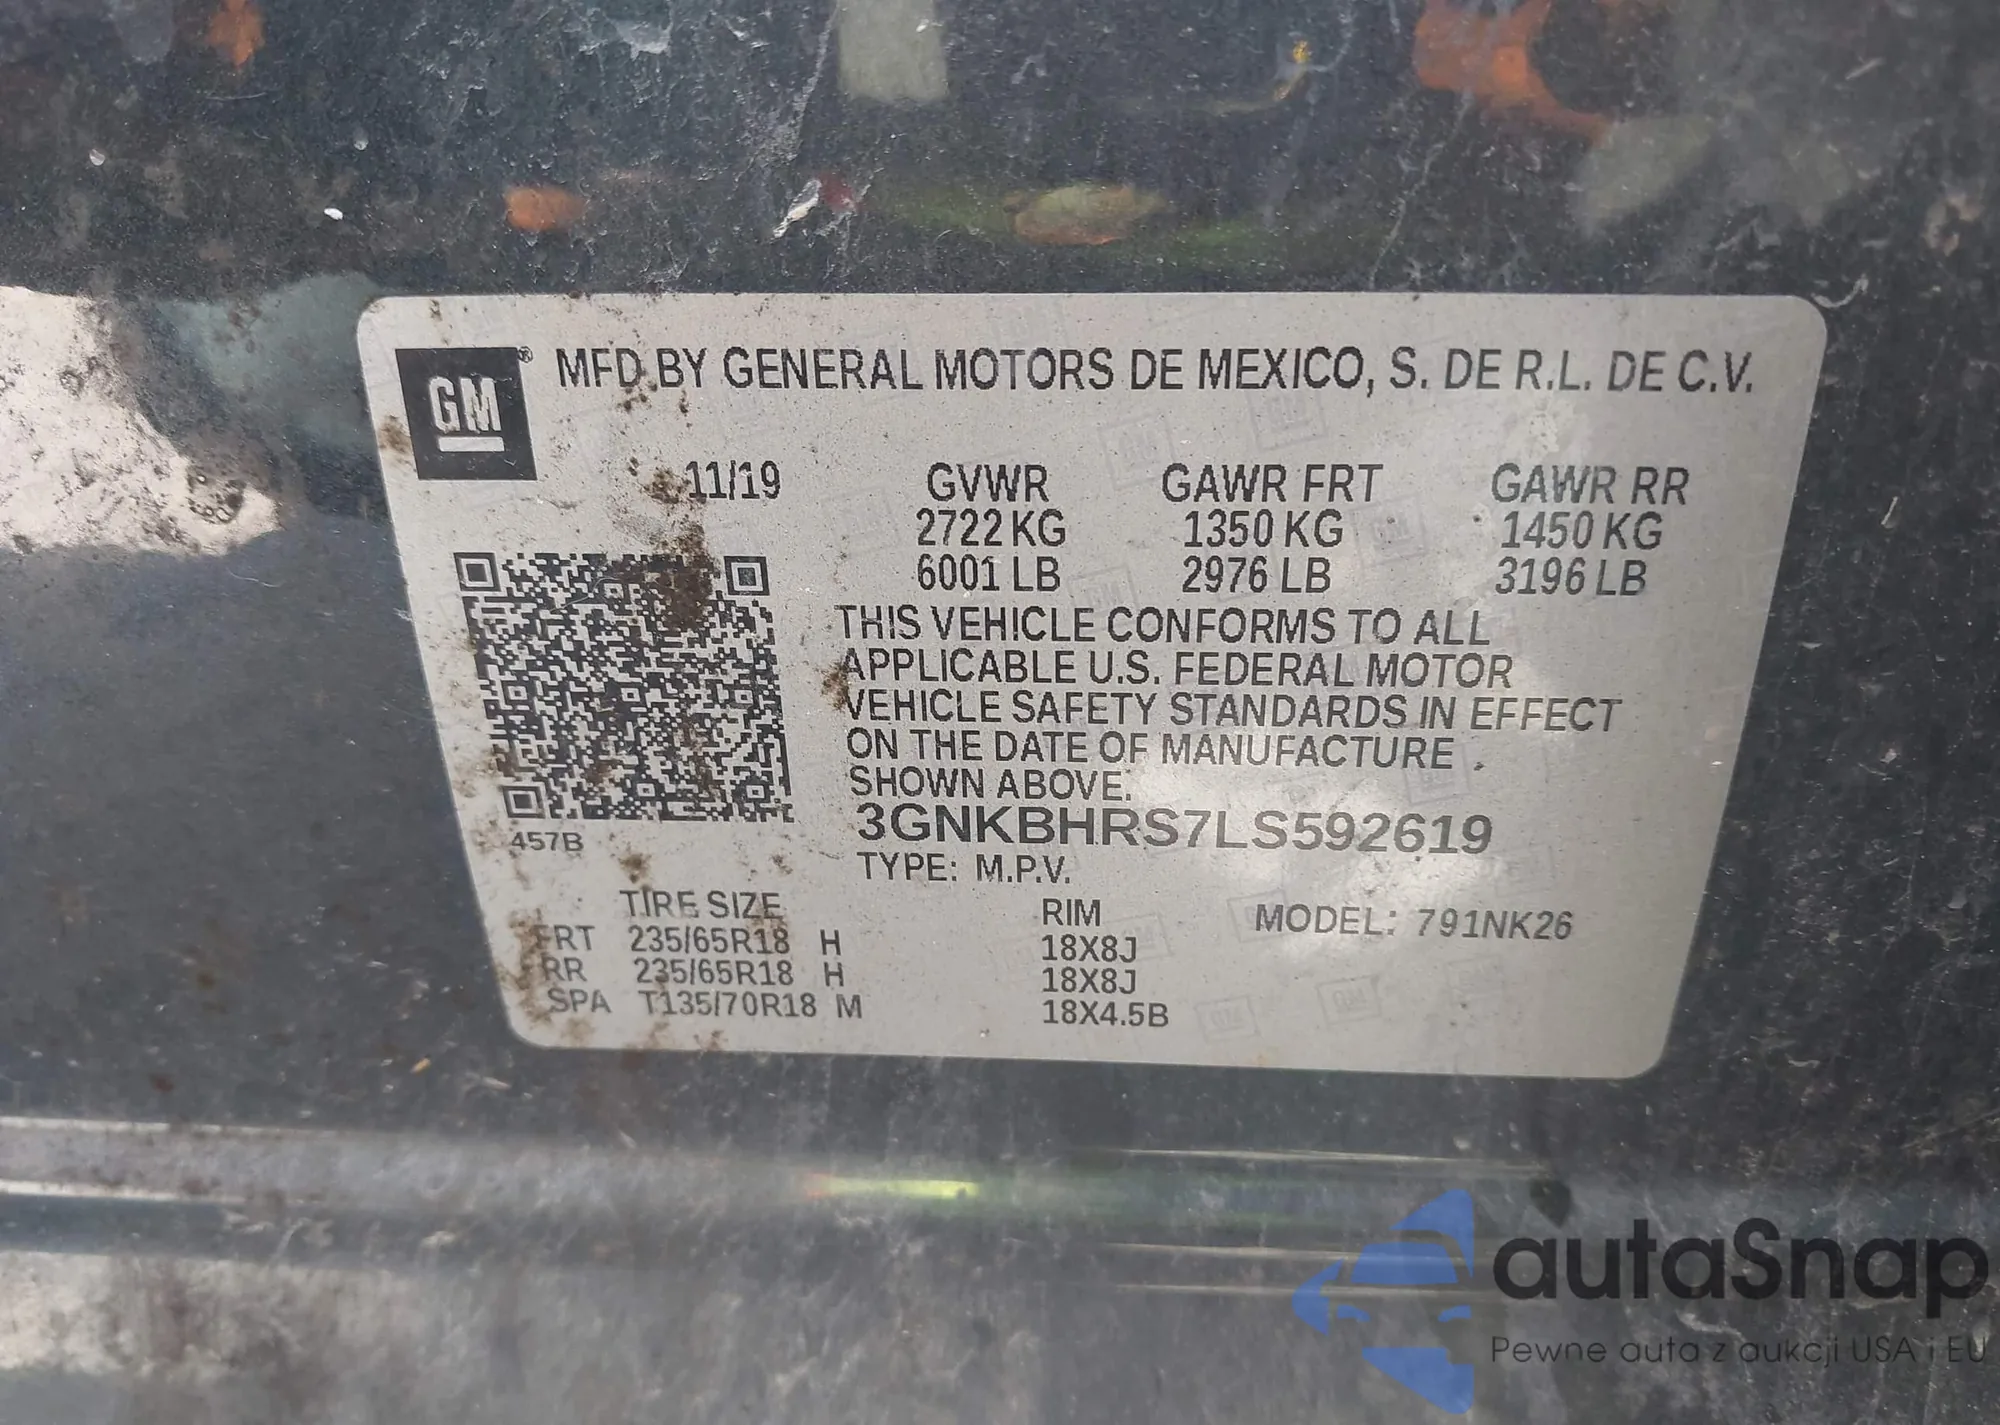 GM® MFD BY GENERAL MOTORS DE MEXICO, S. DE R.L. DE C.V.
11/19 GVWR GAWR FRT GAWR RR
2722 KG 1350 KG 1450 KG
6001 LB 2976 LB 3196 LB
THIS VEHICLE CONFORMS TO ALL
APPLICABLE U.S. FEDERAL MOTOR
VEHICLE SAFETY STANDARDS IN EFFECT
ON THE DATE OF MANUFACTURE
SHOWN ABOVE.
3GNKBHRS7LS592619
457B
TYPE: M.P.V.
TIRE SIZE RIM MODEL: 791NK26
FRT 235/65R18 H 18X8J
RR 235/65R18 H 18X8J
SPA T135/70R18 M 18X4.5B
autaSnap
Pewne auta z aukcji USA i EU